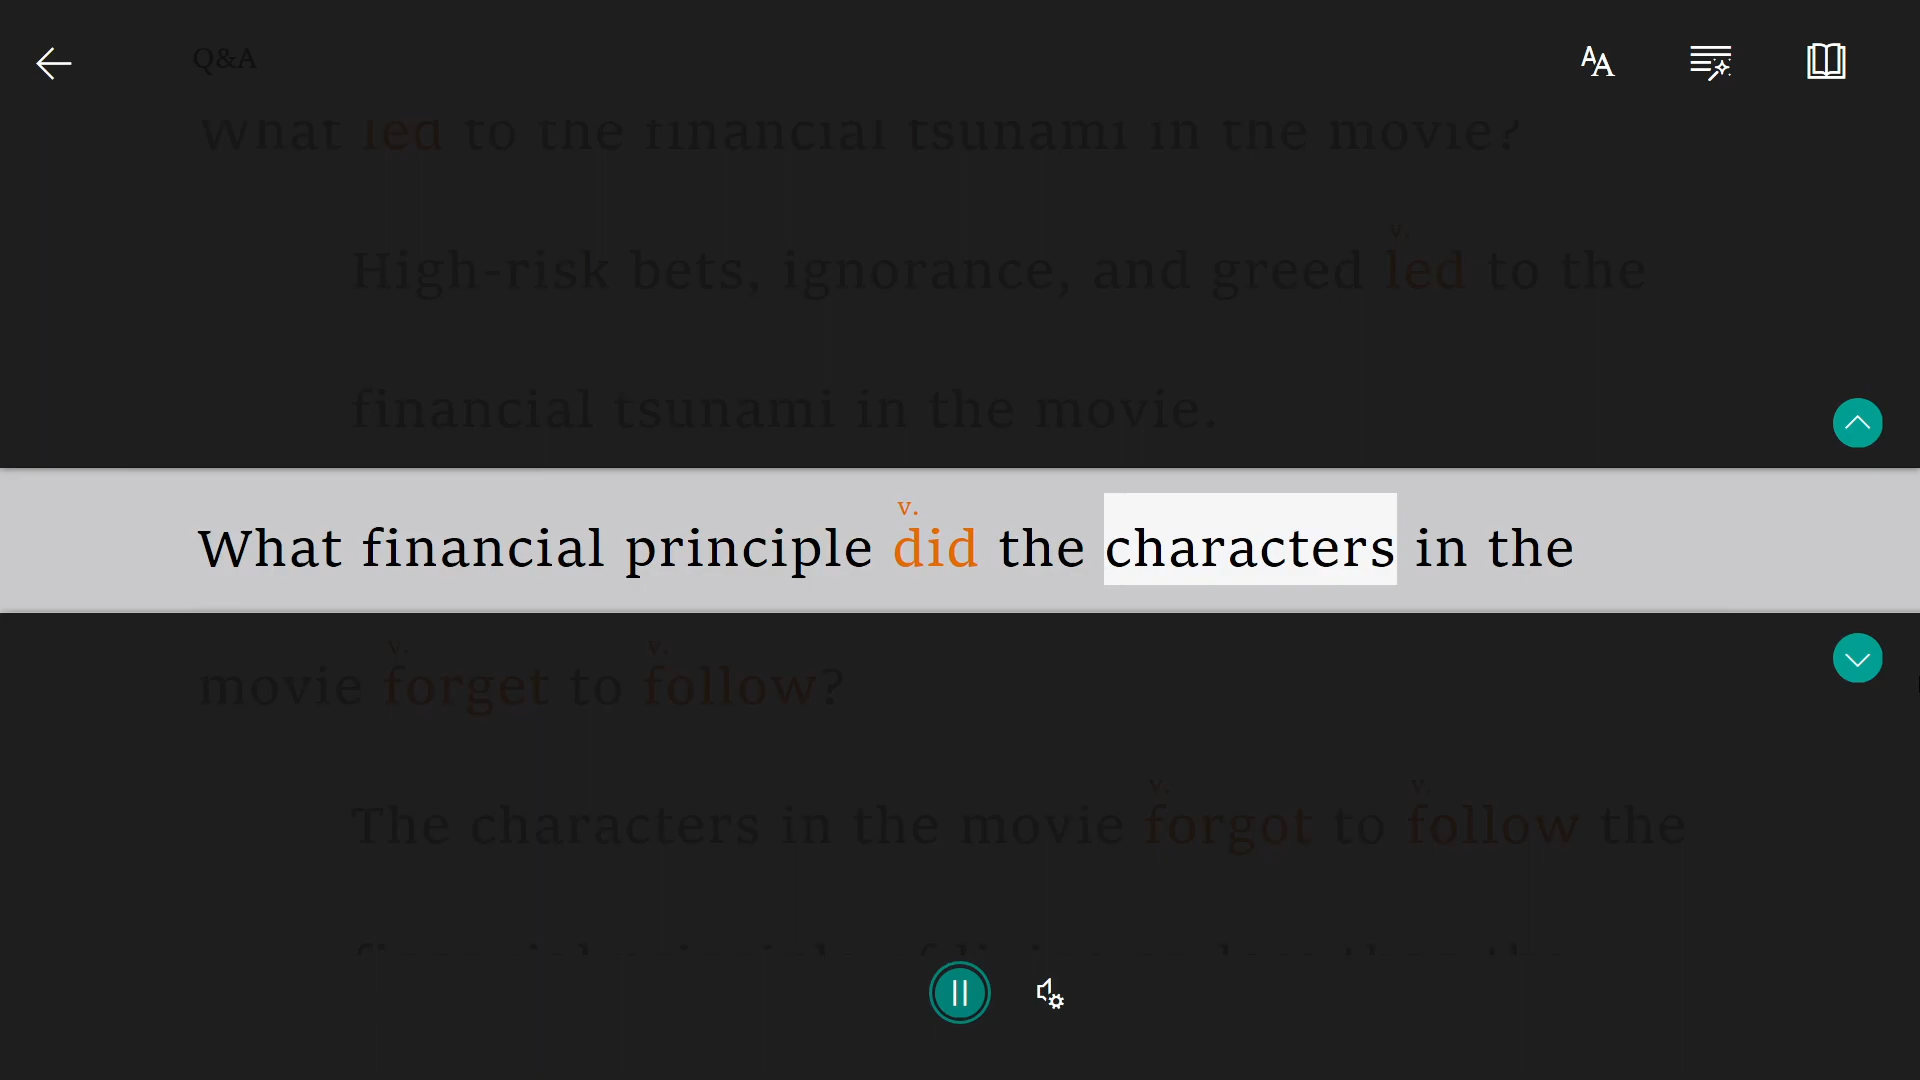 Q&A
What led to the financial tsunami in the movie?
v.
High-risk bets, ignorance, and greed led to the
financial tsunami in the movie.
v.
What financial principle did the characters in the
v. v.
movie forget to follow?
v. v.
The characters in the movie forgot to follow the